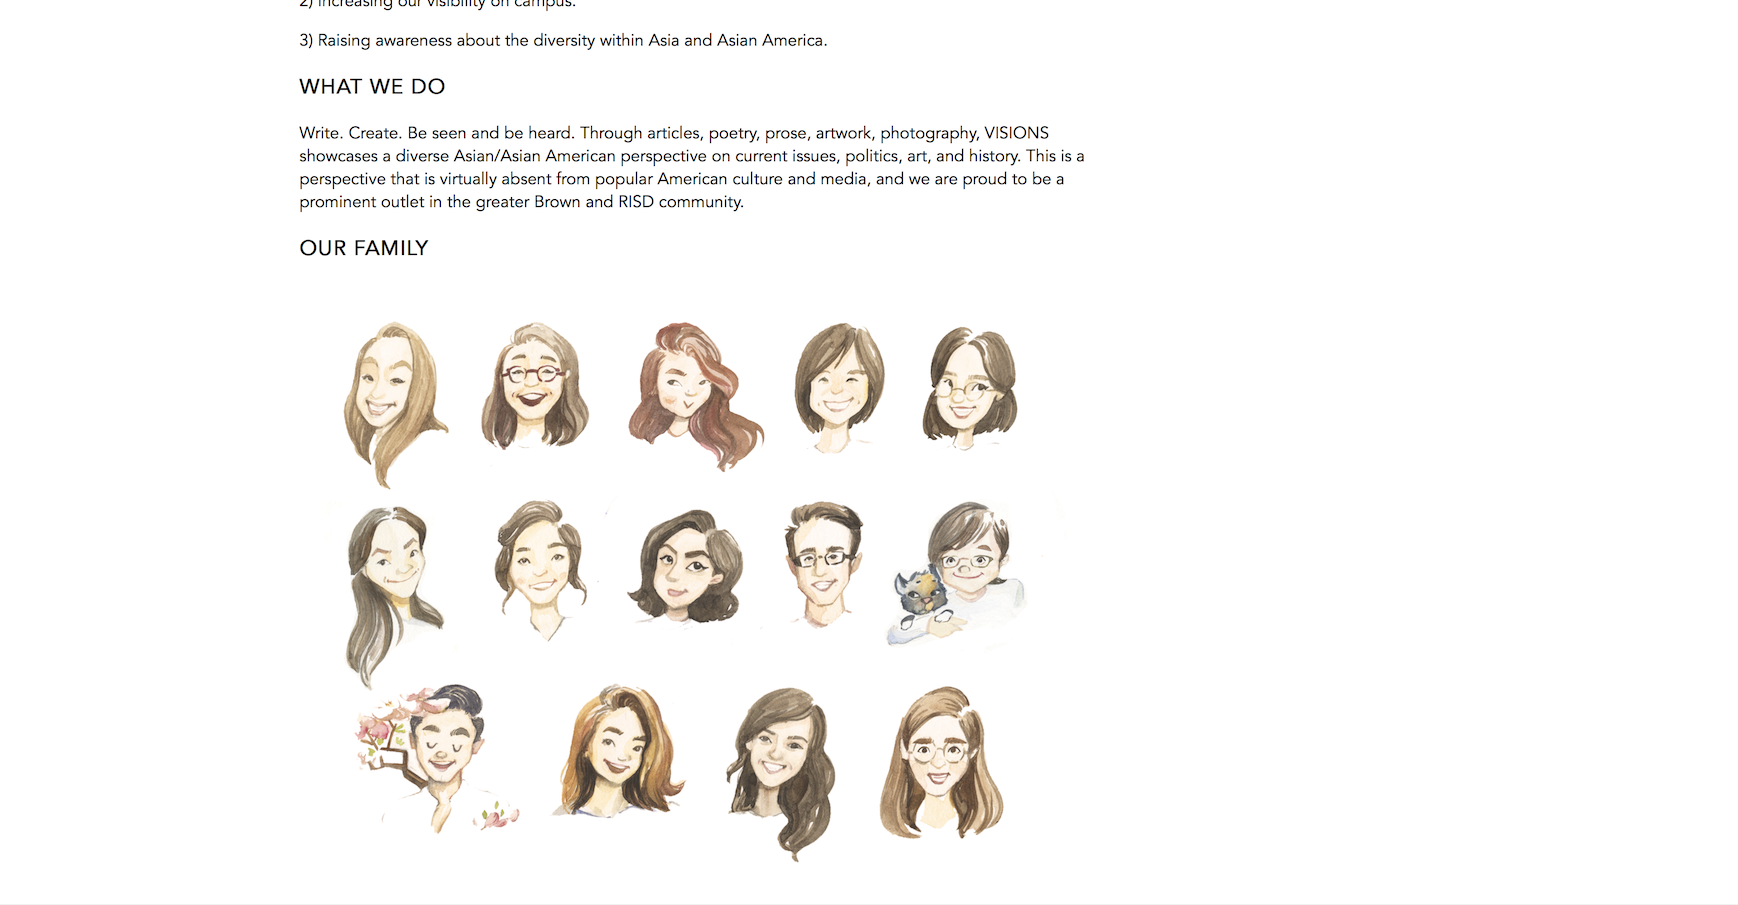 2) Increasing our visibility on campus.
3) Raising awareness about the diversity within Asia and Asian America.
WHAT WE DO
Write. Create. Be seen and be heard. Through articles, poetry, prose, artwork, photography, VISIONS
showcases a diverse Asian/Asian American perspective on current issues, politics, art, and history. This is a
perspective that is virtually absent from popular American culture and media, and we are proud to be a
prominent outlet in the greater Brown and RISD community.
OUR FAMILY